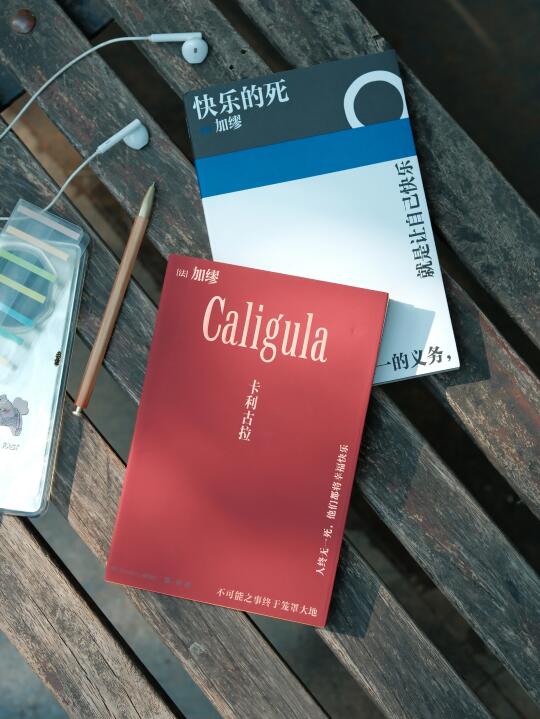 快乐的死
加缪
一的义务，
就是让自己快乐
[法] 加缪
Caligula
卡利古拉
人终无一死，他们都将幸福快乐
不可能之事终于笼罩大地